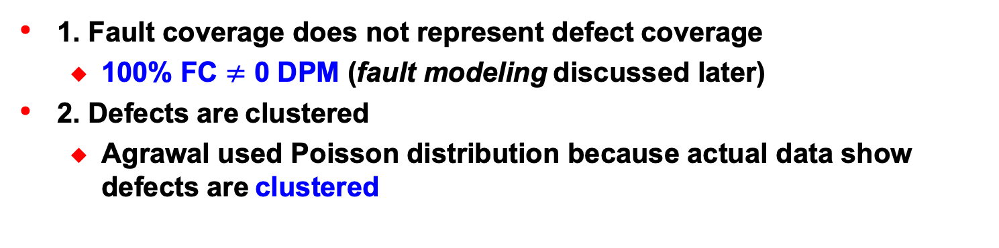 • 1. Fault coverage does not represent defect coverage
◆ 100% FC ≠ 0 DPM (fault modeling discussed later)
• 2. Defects are clustered
◆ Agrawal used Poisson distribution because actual data show
defects are clustered